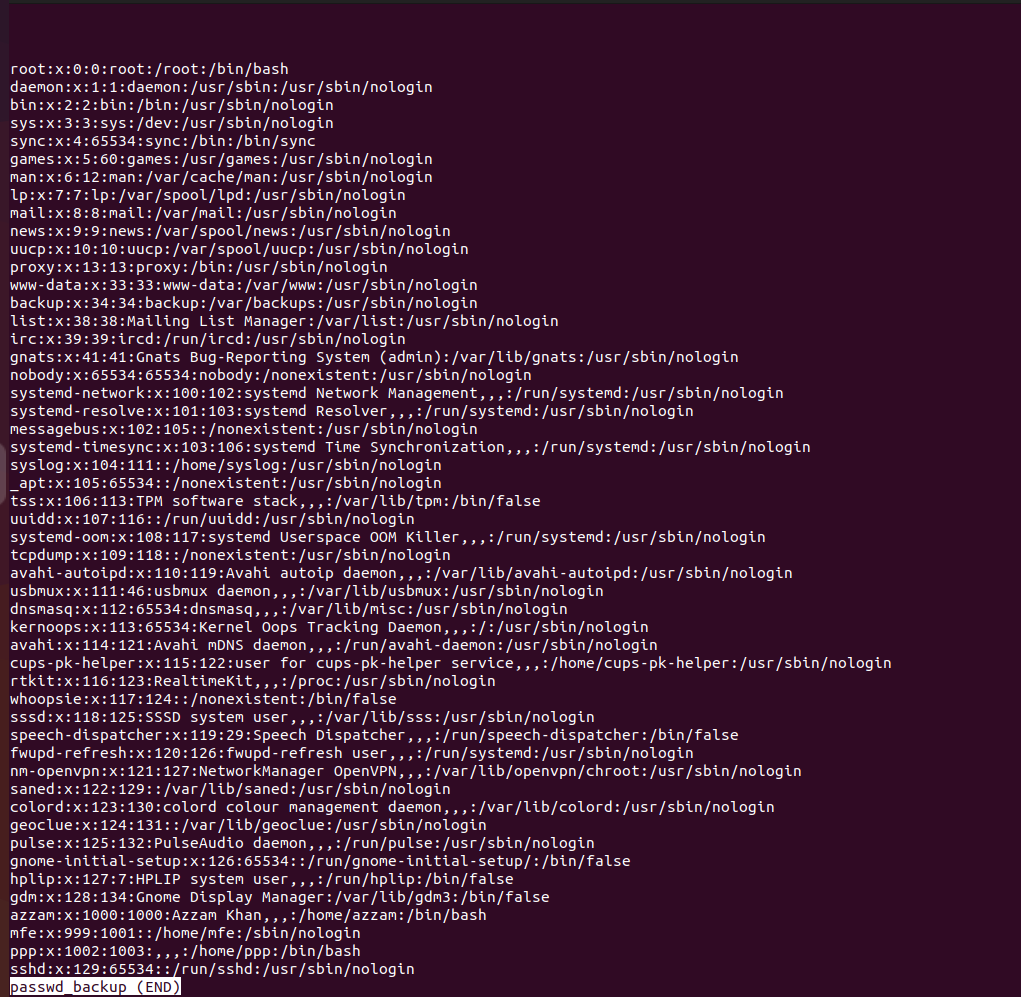 root:x:0:0:root:/root:/bin/bash
daemon:x:1:1:daemon:/usr/sbin:/usr/sbin/nologin
bin:x:2:2:bin:/bin:/usr/sbin/nologin
sys:x:3:3:sys:/dev:/usr/sbin/nologin
sync:x:4:65534:sync:/bin:/bin/sync
games:x:5:60:games:/usr/games:/usr/sbin/nologin
man:x:6:12:man:/var/cache/man:/usr/sbin/nologin
lp:x:7:7:lp:/var/spool/lpd:/usr/sbin/nologin
mail:x:8:8:mail:/var/mail:/usr/sbin/nologin
news:x:9:9:news:/var/spool/news:/usr/sbin/nologin
uucp:x:10:10:uucp:/var/spool/uucp:/usr/sbin/nologin
proxy:x:13:13:proxy:/bin:/usr/sbin/nologin
www-data:x:33:33:www-data:/var/www:/usr/sbin/nologin
backup:x:34:34:backup:/var/backups:/usr/sbin/nologin
list:x:38:38:Mailing List Manager:/var/list:/usr/sbin/nologin
irc:x:39:39:ircd:/run/ircd:/usr/sbin/nologin
gnats:x:41:41:Gnats Bug-Reporting System (admin):/var/lib/gnats:/usr/sbin/nologin
nobody:x:65534:65534:nobody:/nonexistent:/usr/sbin/nologin
systemd-network:x:100:102:systemd Network Management,,,:/run/systemd:/usr/sbin/nologin
systemd-resolve:x:101:103:systemd Resolver,,,:/run/systemd:/usr/sbin/nologin
messagebus:x:102:105::/nonexistent:/usr/sbin/nologin
systemd-timesync:x:103:106:systemd Time Synchronization,,,:/run/systemd:/usr/sbin/nologin
syslog:x:104:111::/home/syslog:/usr/sbin/nologin
_apt:x:105:65534::/nonexistent:/usr/sbin/nologin
tss:x:106:113:TPM software stack,,,:/var/lib/tpm:/bin/false
uuidd:x:107:116::/run/uuidd:/usr/sbin/nologin
systemd-oom:x:108:117:systemd Userspace OOM Killer,,,:/run/systemd:/usr/sbin/nologin
tcpdump:x:109:118::/nonexistent:/usr/sbin/nologin
avahi-autoipd:x:110:119:Avahi autoip daemon,,,:/var/lib/avahi-autoipd:/usr/sbin/nologin
usbmux:x:111:46:usbmux daemon,,,:/var/lib/usbmux:/usr/sbin/nologin
dnsmasq:x:112:65534:dnsmasq,,,:/var/lib/misc:/usr/sbin/nologin
kernoops:x:113:65534:Kernel Oops Tracking Daemon,,,:/:/usr/sbin/nologin
avahi:x:114:121:Avahi mDNS daemon,,,:/run/avahi-daemon:/usr/sbin/nologin
cups-pk-helper:x:115:122:user for cups-pk-helper service,,,:/home/cups-pk-helper:/usr/sbin/nologin
rtkit:x:116:123:RealtimeKit,,,:/proc:/usr/sbin/nologin
whoopsie:x:117:124::/nonexistent:/bin/false
sssd:x:118:125:SSSD system user,,,:/var/lib/sss:/usr/sbin/nologin
speech-dispatcher:x:119:29:Speech Dispatcher,,,:/run/speech-dispatcher:/bin/false
fwupd-refresh:x:120:126:fwupd-refresh user,,,:/run/systemd:/usr/sbin/nologin
nm-openvpn:x:121:127:NetworkManager OpenVPN,,,:/var/lib/openvpn/chroot:/usr/sbin/nologin
saned:x:122:129::/var/lib/saned:/usr/sbin/nologin
colord:x:123:130:colord colour management daemon,,,:/var/lib/colord:/usr/sbin/nologin
geoclue:x:124:131::/var/lib/geoclue:/usr/sbin/nologin
pulse:x:125:132:PulseAudio daemon,,,:/run/pulse:/usr/sbin/nologin
gnome-initial-setup:x:126:65534::/run/gnome-initial-setup/:/bin/false
hplip:x:127:7:HPLIP system user,,,:/run/hplip:/bin/false
gdm:x:128:134:Gnome Display Manager:/var/lib/gdm3:/bin/false
azzam:x:1000:1000:Azzam Khan,,,:/home/azzam:/bin/bash
mfe:x:999:1001::/home/mfe:/sbin/nologin
ppp:x:1002:1003:,,,:/home/ppp:/bin/bash
sshd:x:129:65534::/run/sshd:/usr/sbin/nologin
passwd_backup (END)